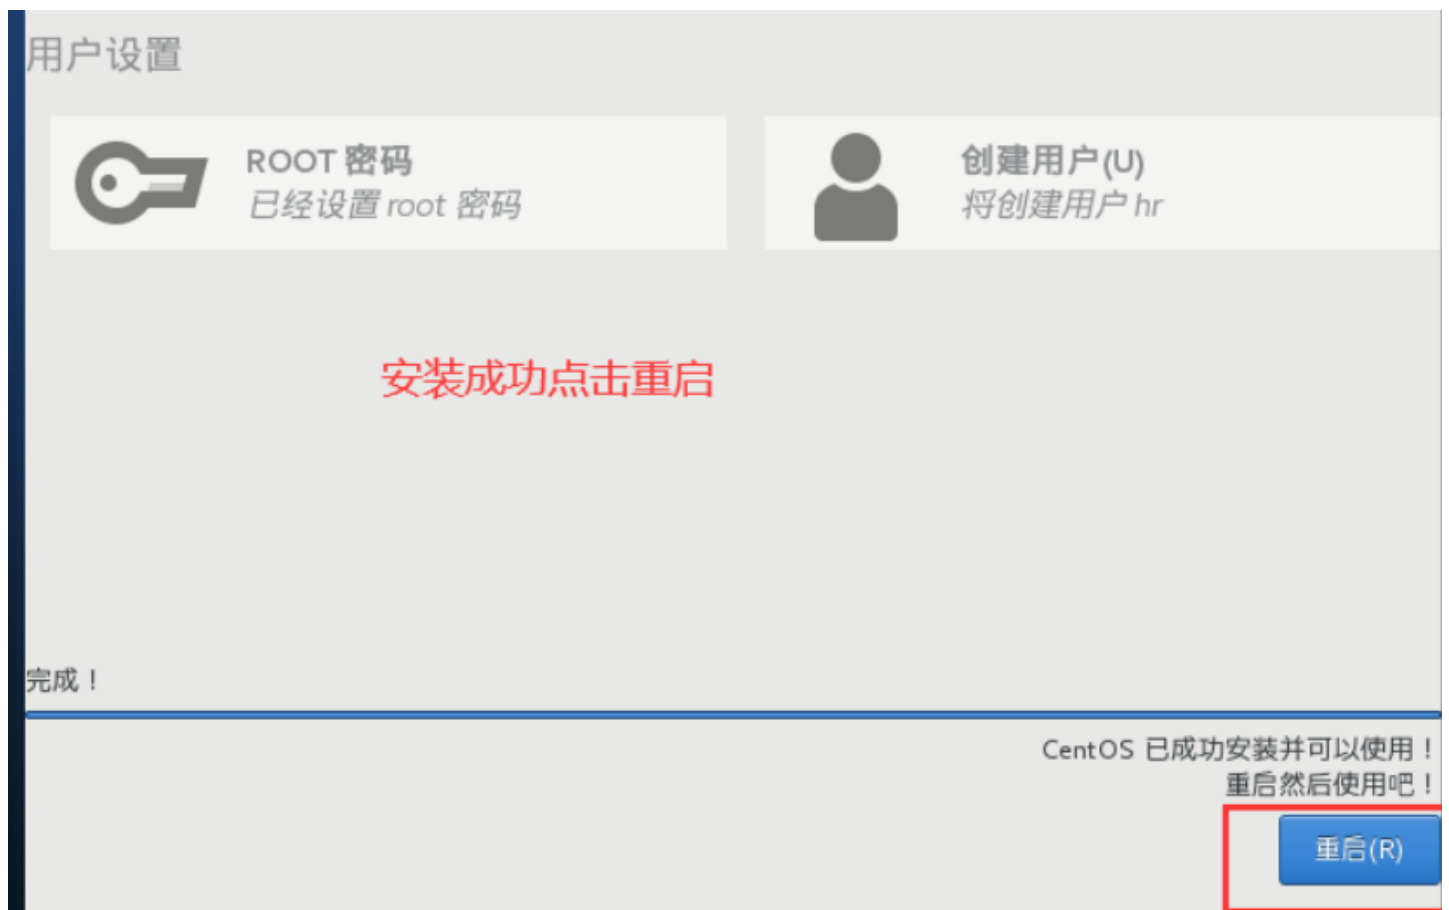 用户设置
ROOT 密码
已经设置 root 密码
创建用户(U)
将创建用户 hr
安装成功点击重启
完成！
CentOS 已成功安装并可以使用！
重启然后使用吧！
重启(R)